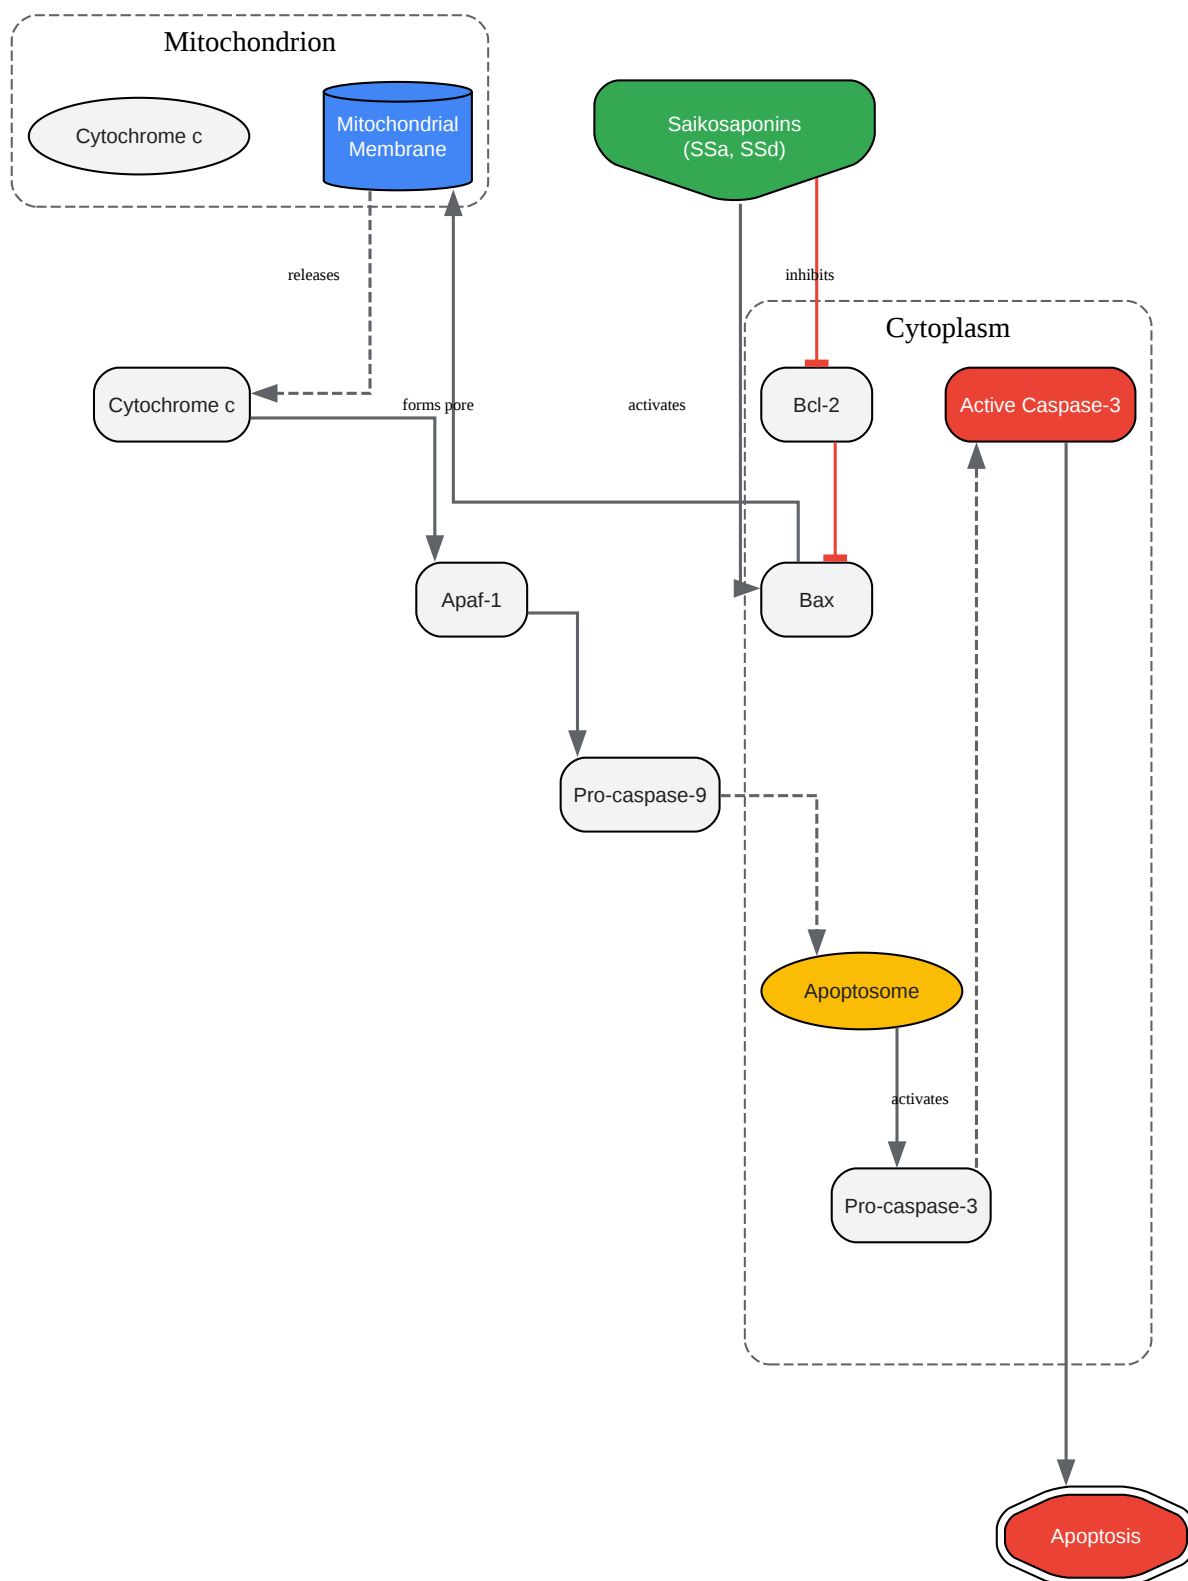 Mitochondrion
Cytochrome c
Mitochondrial
Membrane
Saikosaponins
(SSa, SSd)
releases
inhibits
Cytoplasm
Cytochrome c
forms pore
activates
Bcl-2
Active Caspase-3
Apaf-1
Bax
Pro-caspase-9
Apoptosome
activates
Pro-caspase-3
Apoptosis